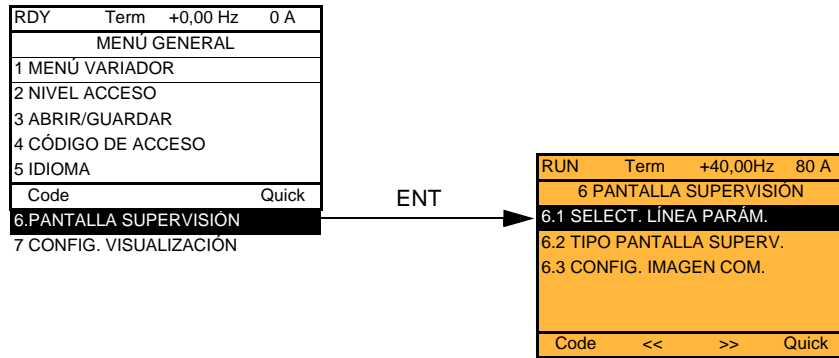 RDY Term +0,00 Hz 0 A
MENÚ GENERAL
1 MENÚ VARIADOR
2 NIVEL ACCESO
3 ABRIR/GUARDAR
4 CÓDIGO DE ACCESO
5 IDIOMA
Code Quick
6.PANTALLA SUPERVISIÓN
7 CONFIG. VISUALIZACIÓN
ENT
RUN Term +40,00Hz 80 A
6 PANTALLA SUPERVISIÓN
6.1 SELECT. LÍNEA PARÁM.
6.2 TIPO PANTALLA SUPERV.
6.3 CONFIG. IMAGEN COM.
Code << >> Quick